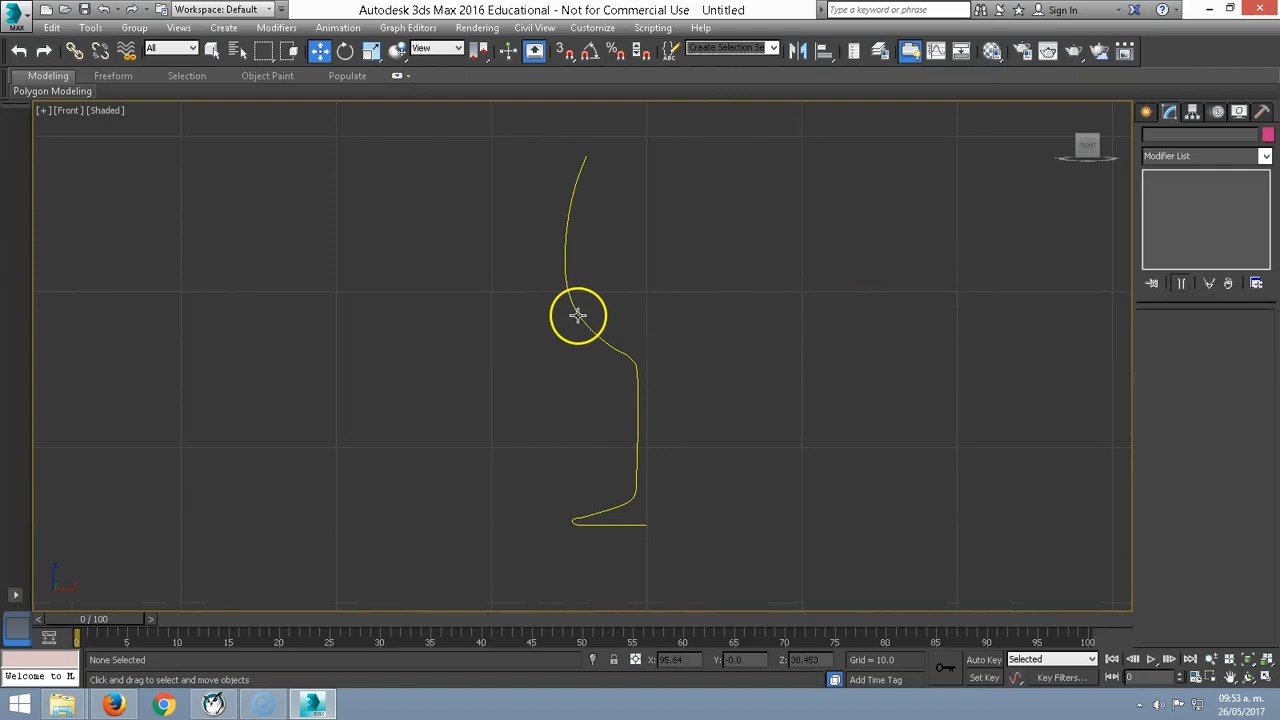 MAX
Workspace: Default
Autodesk 3ds Max 2016 Educational - Not for Commercial Use   Untitled
Type a keyword or phrase
Sign In
Edit Tools Group Views Create Modifiers Animation Graph Editors Rendering Civil View Customize Scripting Help
All
View
Create Selection Se
Modeling Freeform Selection Object Paint Populate
Polygon Modeling
[+] [Front] [Shaded]
FRONT
Modifier List
0 / 100
0 5 10 15 20 25 30 35 40 45 50 55 60 65 70 75 80 85 90 95 100
None Selected
X: 95.64 Y: -0.0 Z: 38.453
Grid = 10.0
Auto Key
Selected
Welcome to M
Click and drag to select and move objects
Add Time Tag
Set Key
Key Filters...
0
09:53 a. m.
26/05/2017